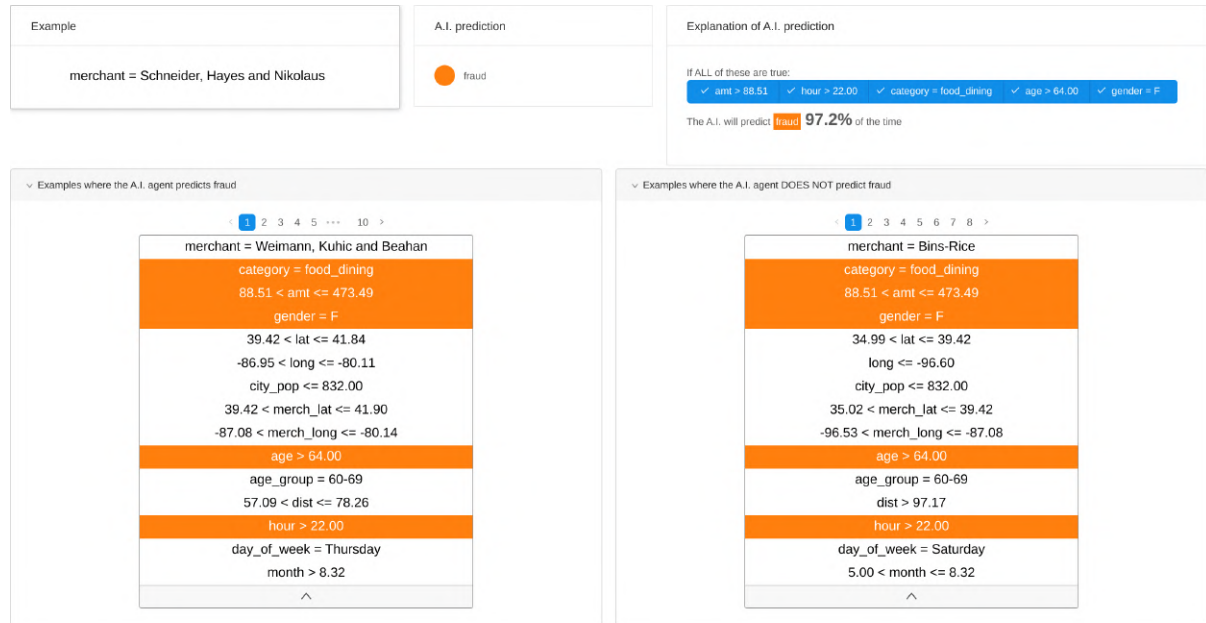 Example
merchant = Schneider, Hayes and Nikolaus
A.I. prediction
fraud
Explanation of A.I. prediction
If ALL of these are true:
✓ amt > 88.51 ✓ hour > 22.00 ✓ category = food_dining ✓ age > 64.00 ✓ gender = F
The A.I. will predict fraud 97.2% of the time
Examples where the A.I. agent predicts fraud
< 1 2 3 4 5 ••• 10 >
merchant = Weimann, Kuhic and Beahan
category = food_dining
88.51 < amt <= 473.49
gender = F
39.42 < lat <= 41.84
-86.95 < long <= -80.11
city_pop <= 832.00
39.42 < merch_lat <= 41.90
-87.08 < merch_long <= -80.14
age > 64.00
age_group = 60-69
57.09 < dist <= 78.26
hour > 22.00
day_of_week = Thursday
month > 8.32
Examples where the A.I. agent DOES NOT predict fraud
< 1 2 3 4 5 6 7 8 >
merchant = Bins-Rice
category = food_dining
88.51 < amt <= 473.49
gender = F
34.99 < lat <= 39.42
long <= -96.60
city_pop <= 832.00
35.02 < merch_lat <= 39.42
-96.53 < merch_long <= -87.08
age > 64.00
age_group = 60-69
dist > 97.17
hour > 22.00
day_of_week = Saturday
5.00 < month <= 8.32